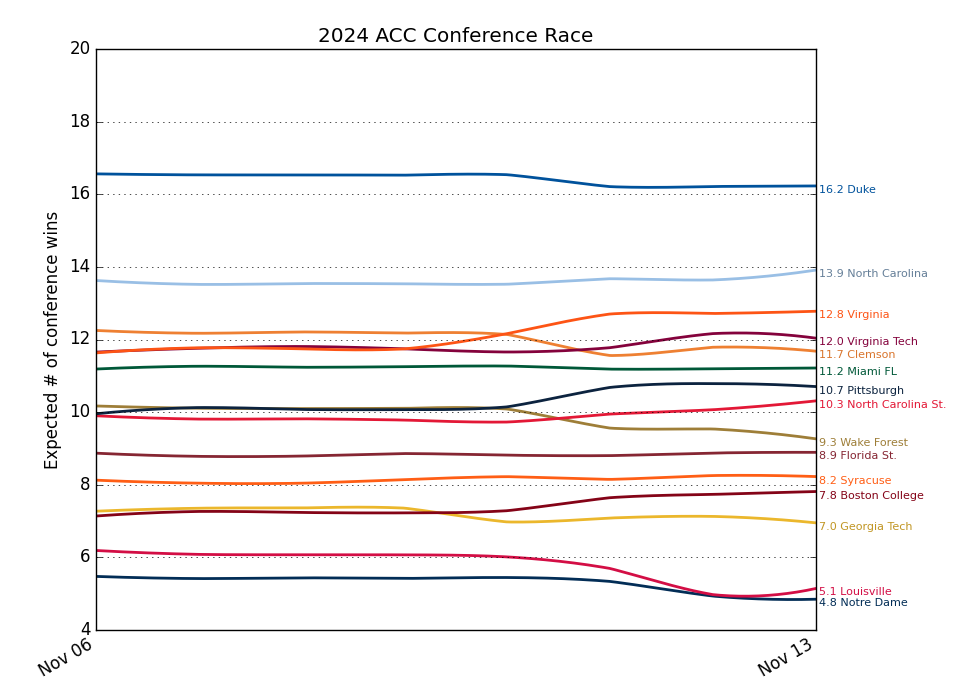 2024 ACC Conference Race
Expected # of conference wins
20
18
16
14
12
10
8
6
4
16.2 Duke
13.9 North Carolina
12.8 Virginia
12.0 Virginia Tech
11.7 Clemson
11.2 Miami FL
10.7 Pittsburgh
10.3 North Carolina St.
9.3 Wake Forest
8.9 Florida St.
8.2 Syracuse
7.8 Boston College
7.0 Georgia Tech
5.1 Louisville
4.8 Notre Dame
Nov 06
Nov 13